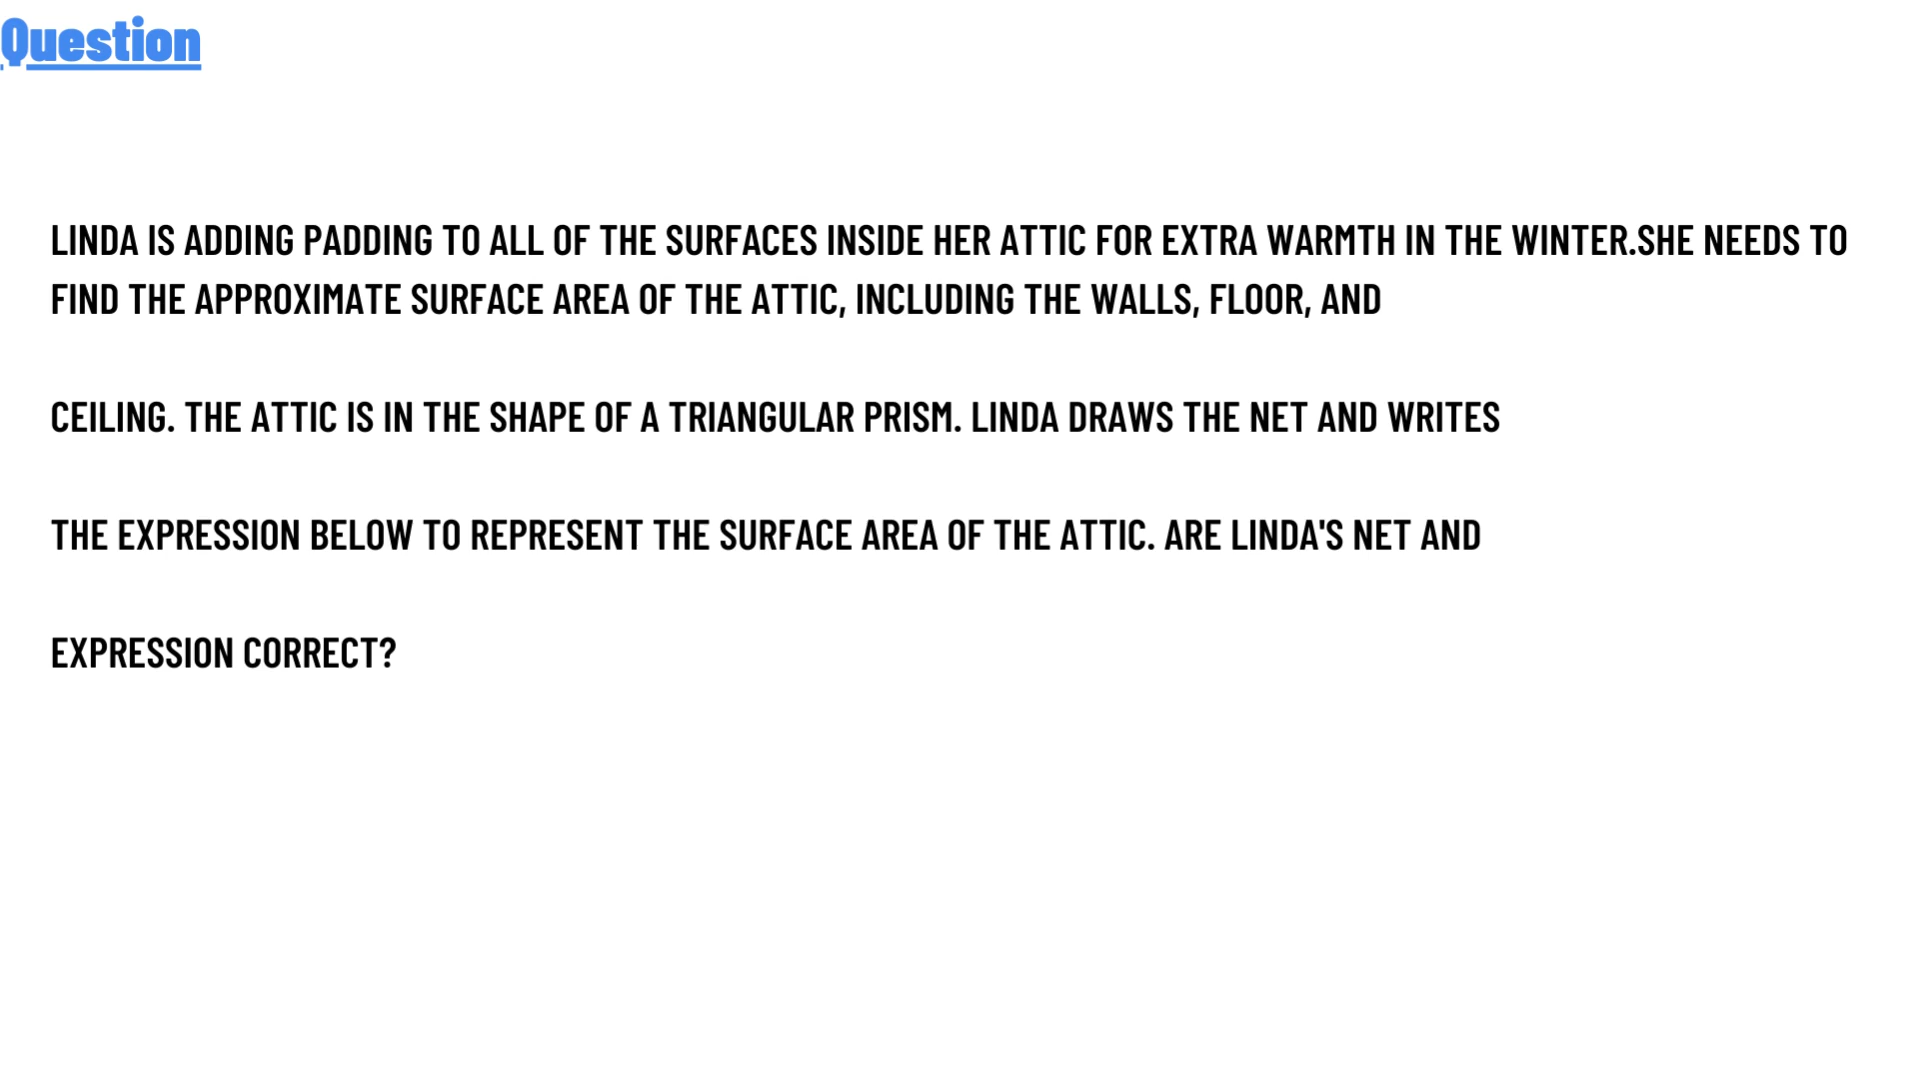 Question
LINDA IS ADDING PADDING TO ALL OF THE SURFACES INSIDE HER ATTIC FOR EXTRA WARMTH IN THE WINTER.SHE NEEDS TO
FIND THE APPROXIMATE SURFACE AREA OF THE ATTIC, INCLUDING THE WALLS, FLOOR, AND
CEILING. THE ATTIC IS IN THE SHAPE OF A TRIANGULAR PRISM. LINDA DRAWS THE NET AND WRITES
THE EXPRESSION BELOW TO REPRESENT THE SURFACE AREA OF THE ATTIC. ARE LINDA'S NET AND
EXPRESSION CORRECT?